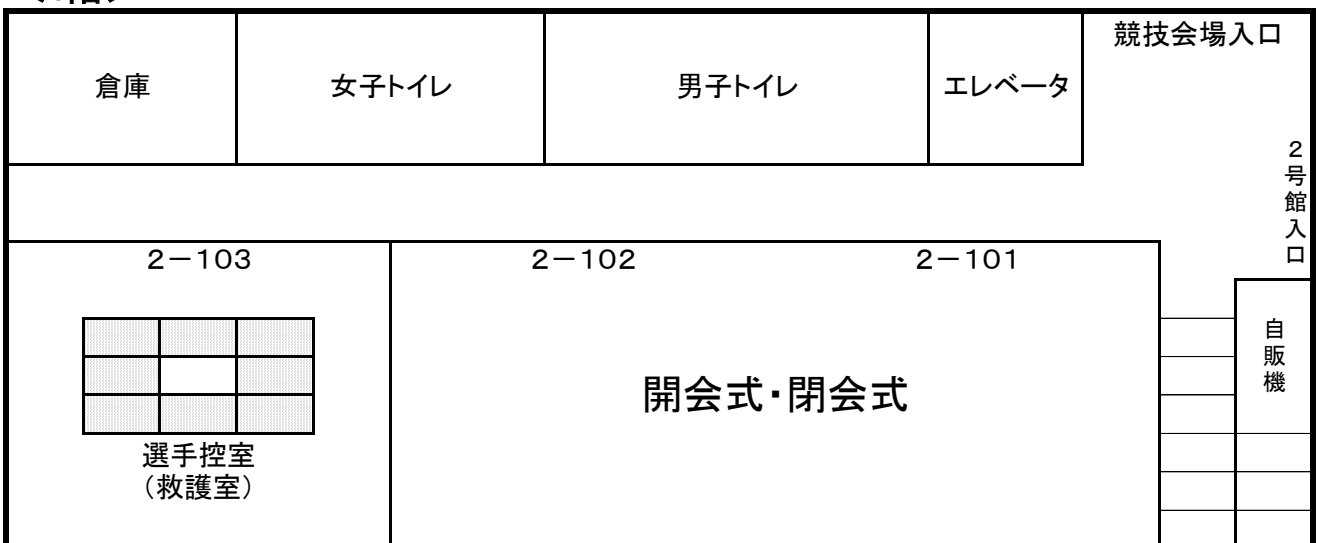 競技会場入口
倉庫
女子トイレ
男子トイレ
エレベータ
2号館入口
2-103
2-102
2-101
自販機
開会式・閉会式
選手控室
(救護室)